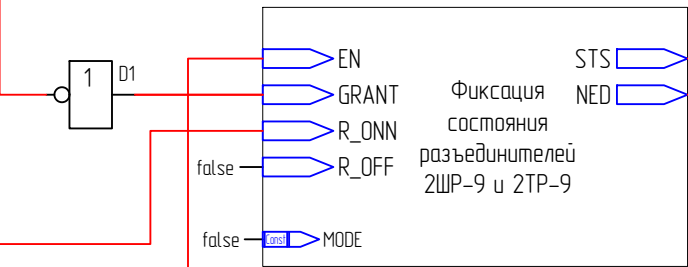 1 D1
EN
GRANT
R_ONN
false R_OFF
false Const MODE
Фиксация
состояния
разъединителей
2ШР-9 и 2ТР-9
STS
NED